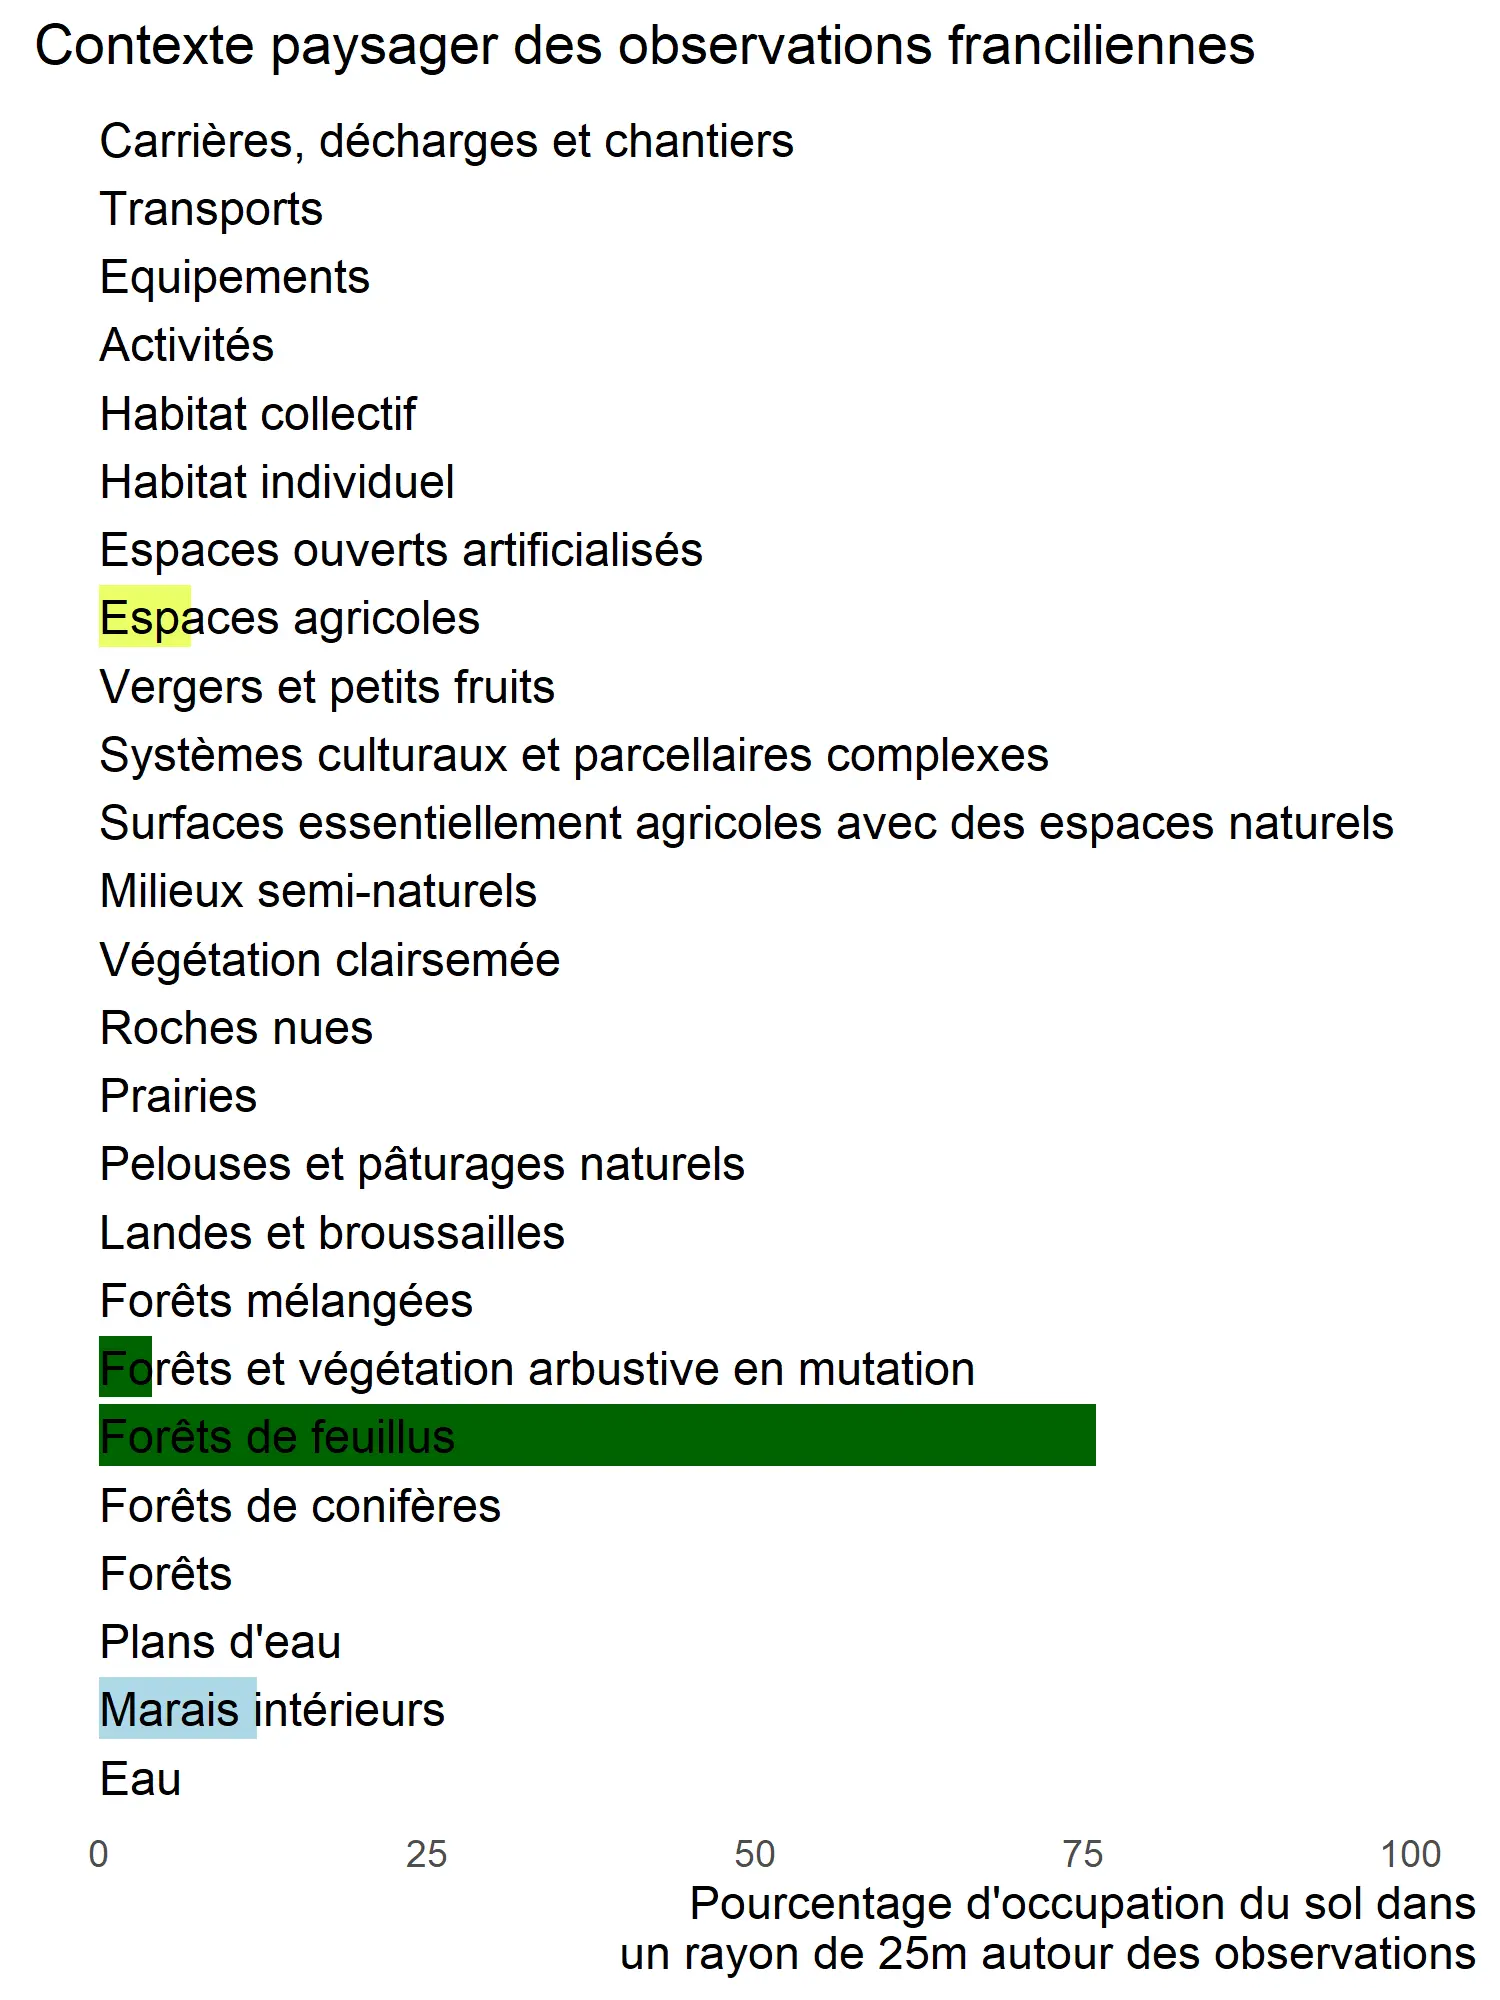 Contexte paysager des observations franciliennes
Carrières, décharges et chantiers
Transports
Equipements
Activités
Habitat collectif
Habitat individuel
Espaces ouverts artificialisés
Espaces agricoles
Vergers et petits fruits
Systèmes culturaux et parcellaires complexes
Surfaces essentiellement agricoles avec des espaces naturels
Milieux semi-naturels
Végétation clairsemée
Roches nues
Prairies
Pelouses et pâturages naturels
Landes et broussailles
Forêts mélangées
Forêts et végétation arbustive en mutation
Forêts de feuillus
Forêts de conifères
Forêts
Plans d'eau
Marais intérieurs
Eau
0 25 50 75 100
Pourcentage d'occupation du sol dans
un rayon de 25m autour des observations